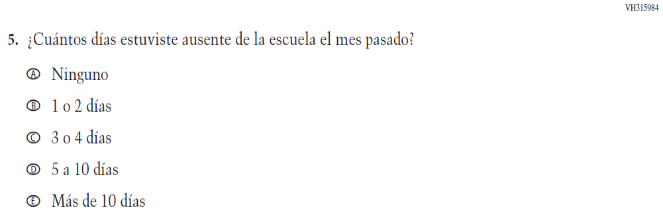 VH315984
5. ¿Cuántos días estuviste ausente de la escuela el mes pasado?
A Ninguno
B 1 o 2 días
C 3 o 4 días
D 5 a 10 días
E Más de 10 días